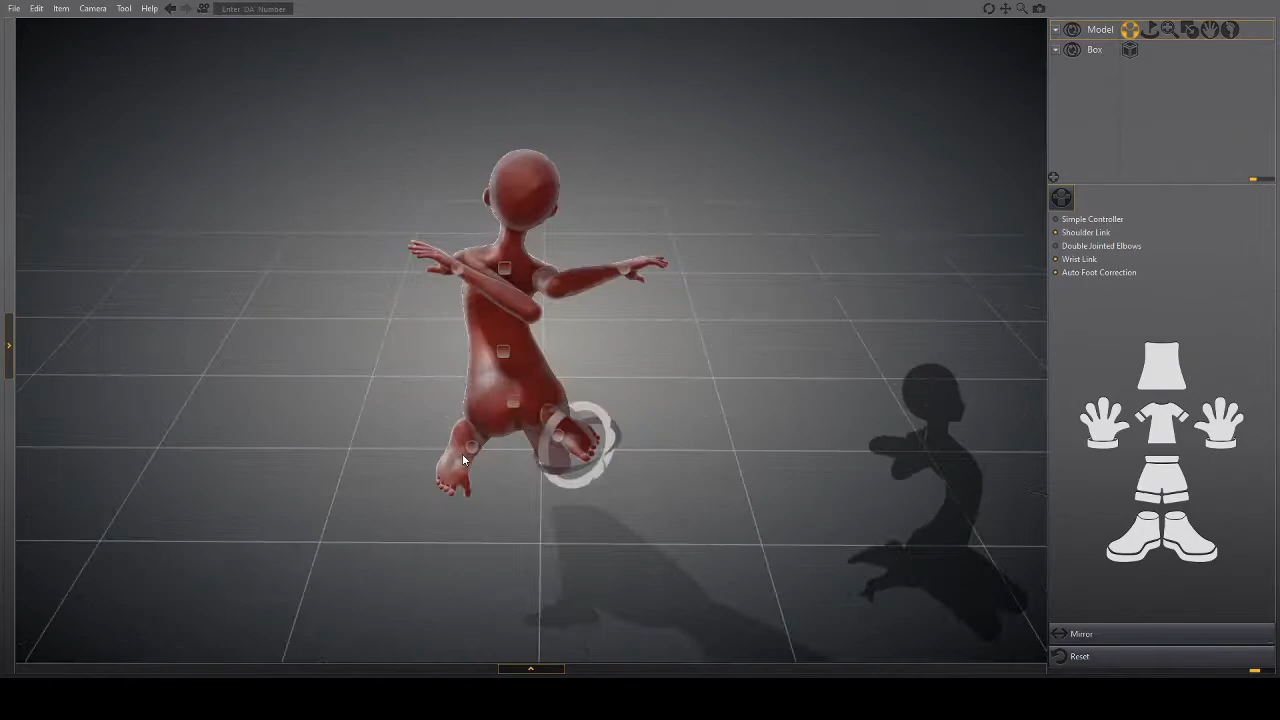 File Edit Item Camera Tool Help Enter DA Number
Model
Box
Simple Controller
Shoulder Link
Double Jointed Elbows
Wrist Link
Auto Foot Correction
Mirror
Reset